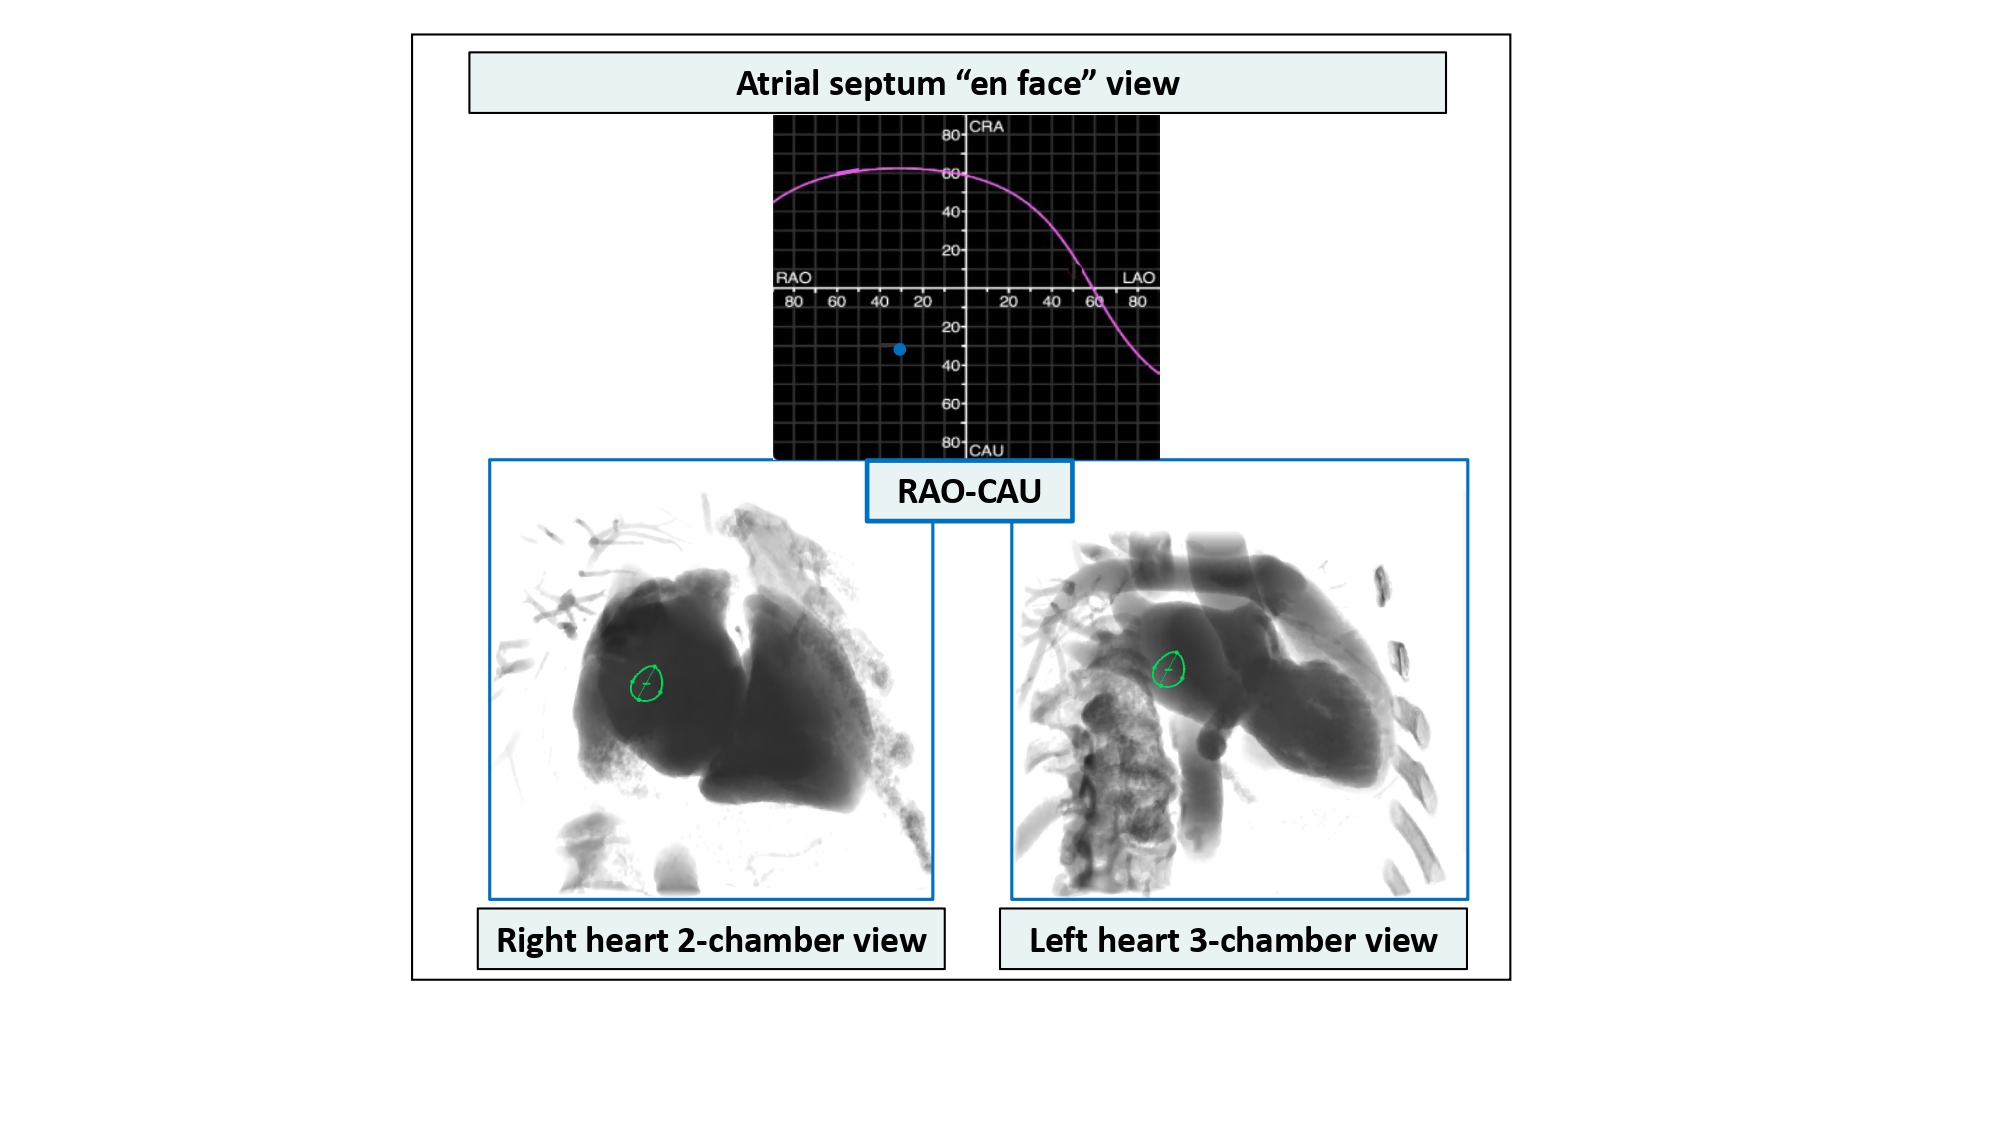 Atrial septum “en face” view
CRA
80
60
40
20
RAO
LAO
80 60 40 20 20 40 60 80
20
40
60
80
CAU
RAO-CAU
Right heart 2-chamber view
Left heart 3-chamber view